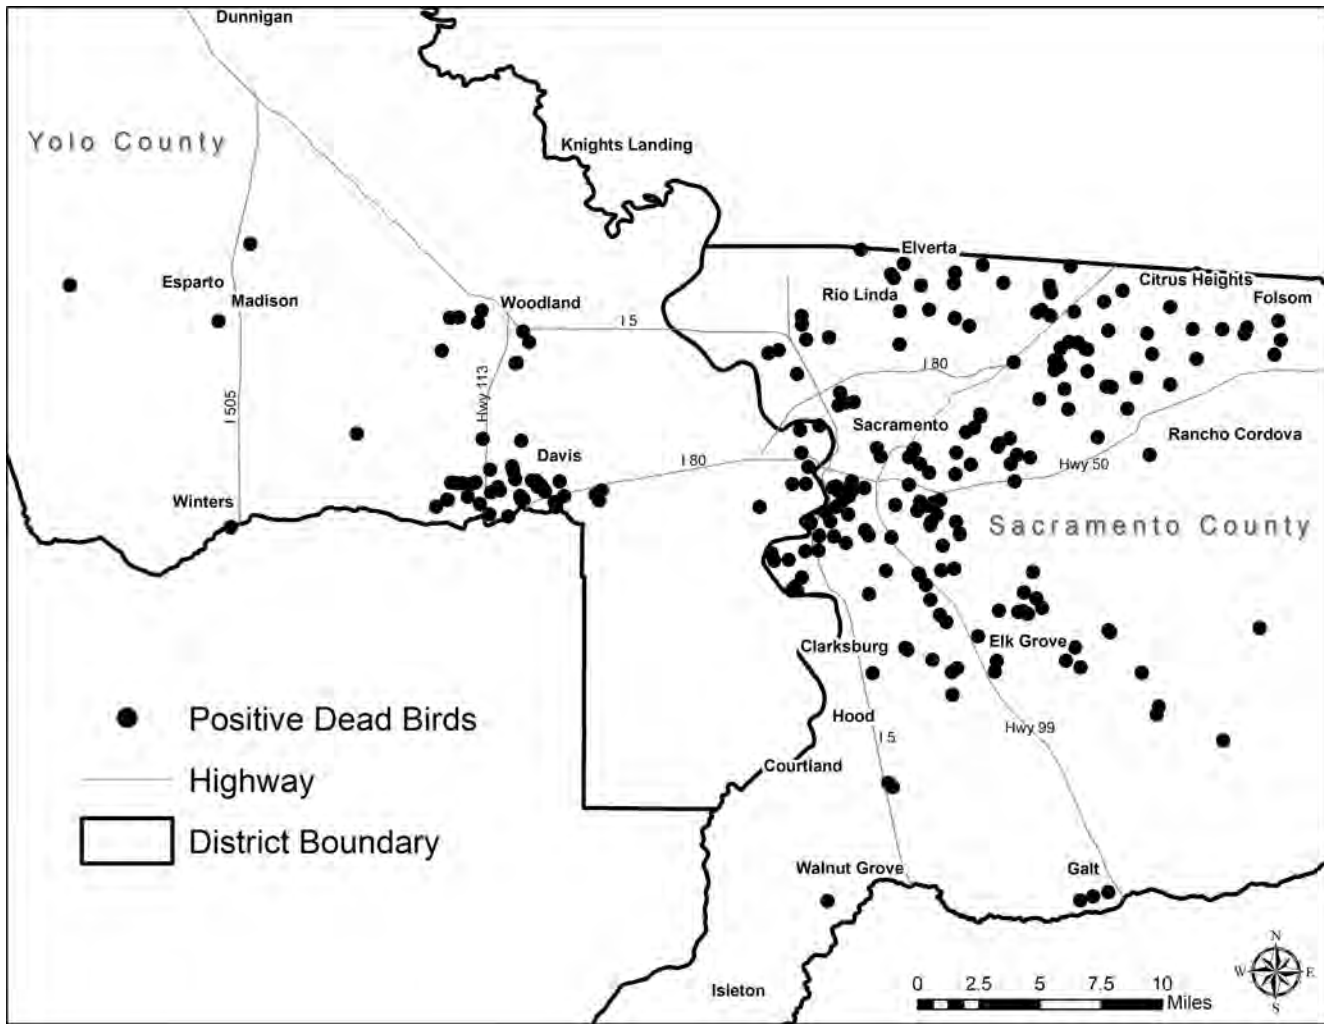 Dunnigan
Yolo County
Knights Landing
Elverta
Citrus Heights
Esparto
Madison
Woodland
Rio Linda
Folsom
I 5
I 80
Hwy 113
I 505
Sacramento
Rancho Cordova
Davis
I 80
Hwy 50
Winters
Sacramento County
Clarksburg
Elk Grove
Positive Dead Birds
Hood
I 5
Hwy 99
Highway
Courtland
District Boundary
Walnut Grove
Galt
N
W E
S
Isleton
0 2.5 5 7.5 10
Miles